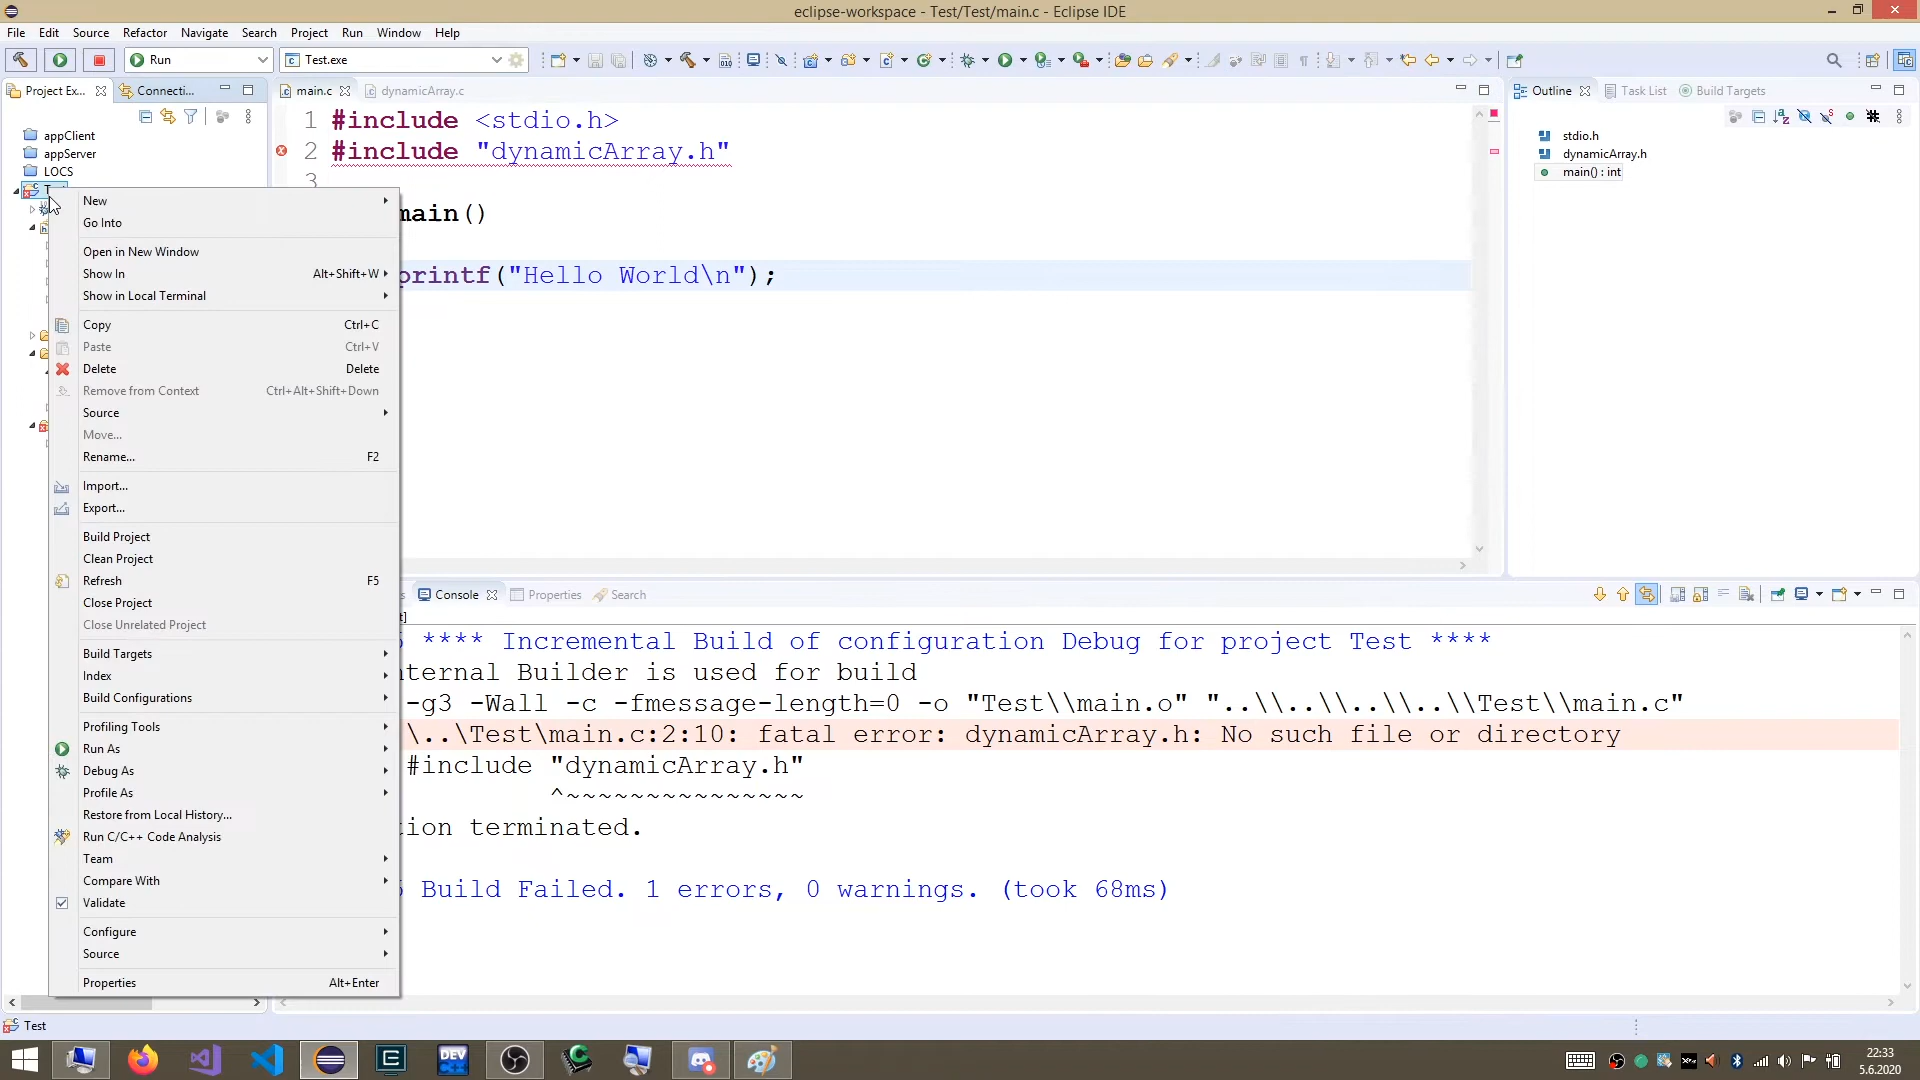 eclipse-workspace - Test/Test/main.c - Eclipse IDE
File Edit Source Refactor Navigate Search Project Run Window Help
Run
Test.exe
Project Ex...
Connecti...
main.c
dynamicArray.c
Outline
Task List
Build Targets
appClient
appServer
LOCS
1 #include <stdio.h>
2 #include "dynamicArray.h"
3
main()
printf("Hello World\n");
stdio.h
dynamicArray.h
main() : int
New
Go Into
Open in New Window
Show In Alt+Shift+W
Show in Local Terminal
Copy Ctrl+C
Paste Ctrl+V
Delete Delete
Remove from Context Ctrl+Alt+Shift+Down
Source
Move...
Rename... F2
Import...
Export...
Build Project
Clean Project
Refresh F5
Close Project
Close Unrelated Project
Build Targets
Index
Build Configurations
Profiling Tools
Run As
Debug As
Profile As
Restore from Local History...
Run C/C++ Code Analysis
Team
Compare With
Validate
Configure
Source
Properties Alt+Enter
Console
Properties
Search
**** Incremental Build of configuration Debug for project Test ****
nternal Builder is used for build
-g3 -Wall -c -fmessage-length=0 -o "Test\\main.o" "..\\..\\..\\..\\Test\\main.c"
\..\Test\main.c:2:10: fatal error: dynamicArray.h: No such file or directory
#include "dynamicArray.h"
^~~~~~~~~~~~~~~~
tion terminated.
Build Failed. 1 errors, 0 warnings. (took 68ms)
Test
DEV
22:33
5.6.2020